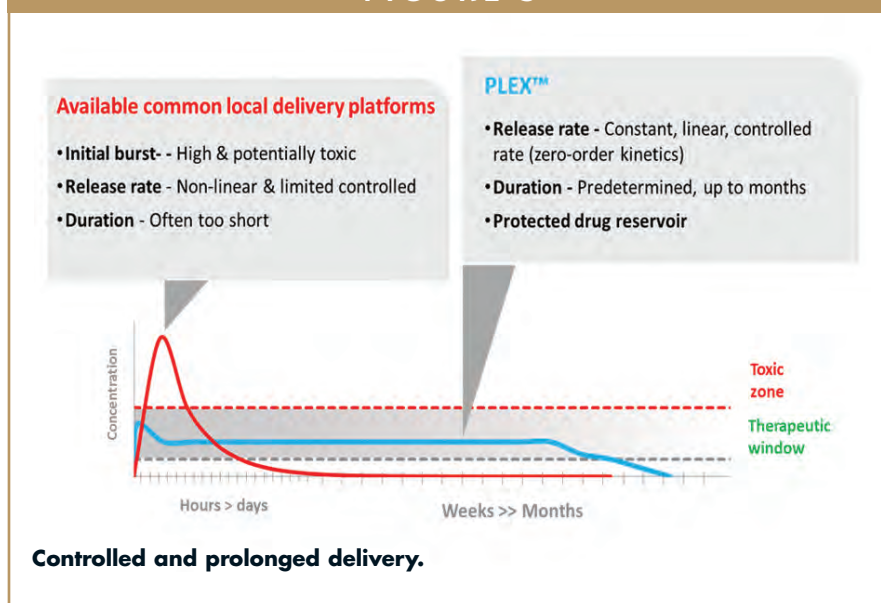 Available common local delivery platforms
•Initial burst- - High & potentially toxic
•Release rate - Non-linear & limited controlled
•Duration - Often too short
PLEX™
•Release rate - Constant, linear, controlled
rate (zero-order kinetics)
•Duration - Predetermined, up to months
•Protected drug reservoir
Concentration
Toxic
zone
Therapeutic
window
Hours > days
Weeks >> Months
Controlled and prolonged delivery.